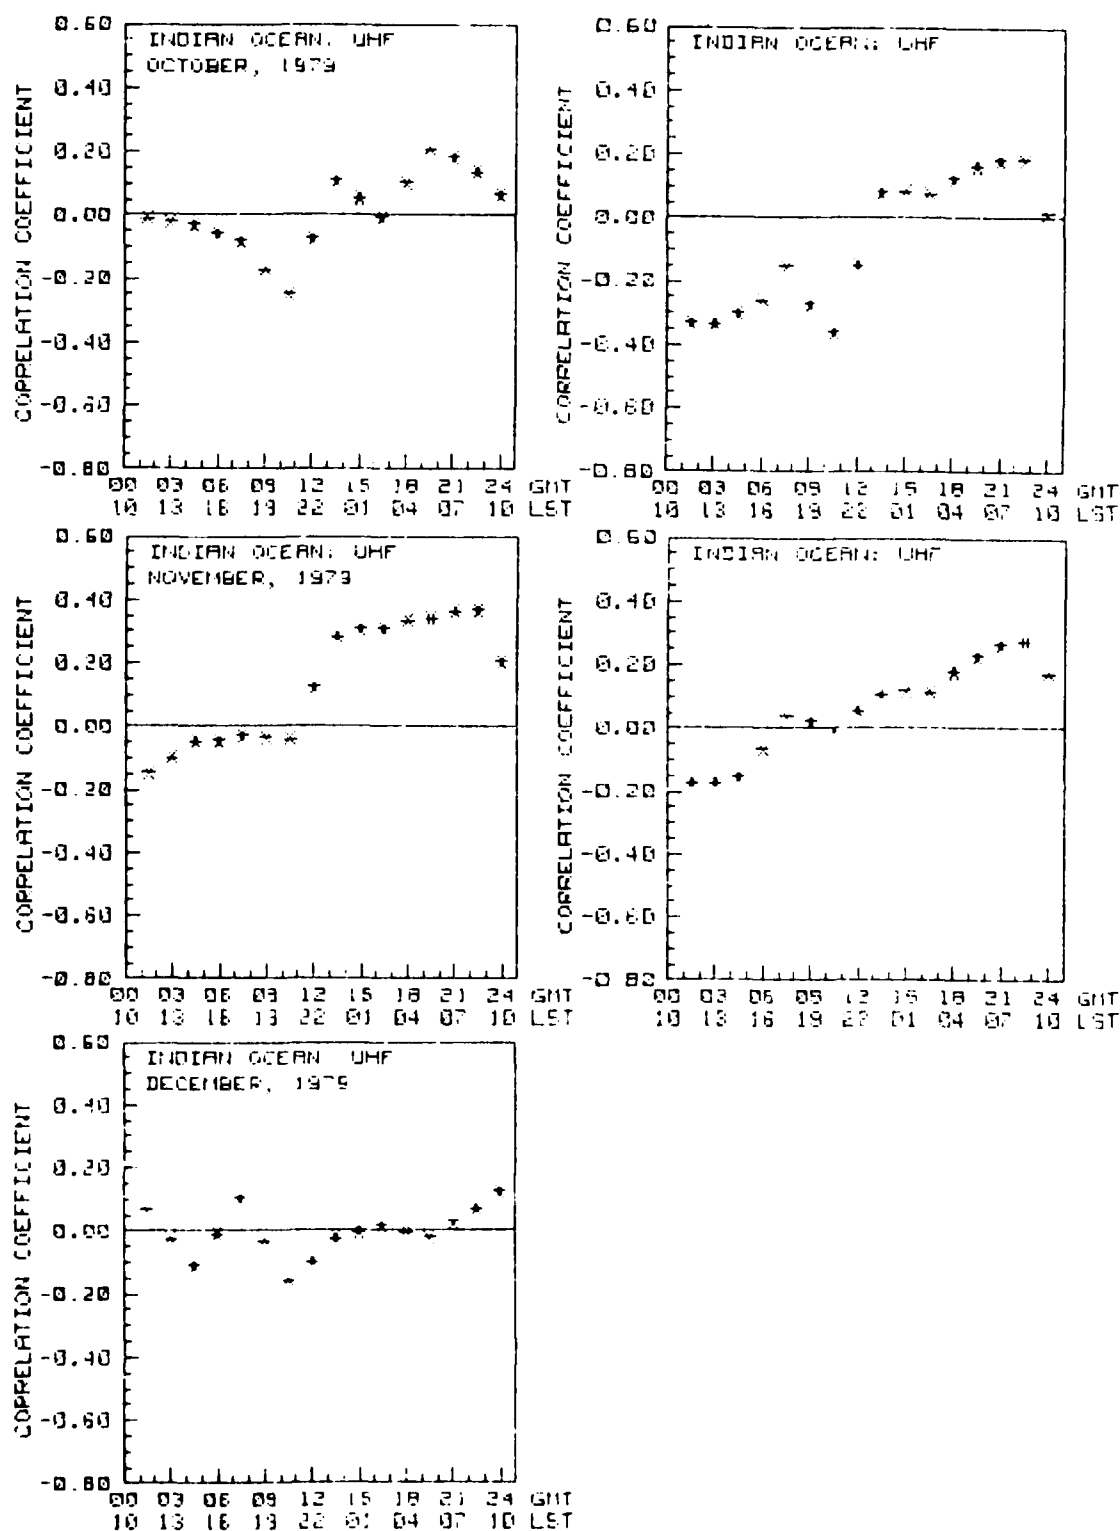 INDIAN OCEAN: UHF
OCTOBER, 1979
CORRELATION COEFFICIENT
0.60
0.40
0.20
0.00
-0.20
-0.40
-0.60
-0.80
00 03 06 09 12 15 18 21 24 GMT
10 13 16 19 22 01 04 07 10 LST
INDIAN OCEAN: UHF
CORRELATION COEFFICIENT
0.60
0.40
0.20
0.00
-0.20
-0.40
-0.60
-0.80
00 03 06 09 12 15 18 21 24 GMT
10 13 16 19 22 01 04 07 10 LST
INDIAN OCEAN: UHF
NOVEMBER, 1979
CORRELATION COEFFICIENT
0.60
0.40
0.20
0.00
-0.20
-0.40
-0.60
-0.80
00 03 06 09 12 15 18 21 24 GMT
10 13 16 19 22 01 04 07 10 LST
INDIAN OCEAN: UHF
CORRELATION COEFFICIENT
0.60
0.40
0.20
0.00
-0.20
-0.40
-0.60
-0.80
00 03 06 09 12 15 18 21 24 GMT
10 13 16 19 22 01 04 07 10 LST
INDIAN OCEAN UHF
DECEMBER, 1979
CORRELATION COEFFICIENT
0.60
0.40
0.20
0.00
-0.20
-0.40
-0.60
-0.80
00 03 06 09 12 15 18 21 24 GMT
10 13 16 19 22 01 04 07 10 LST